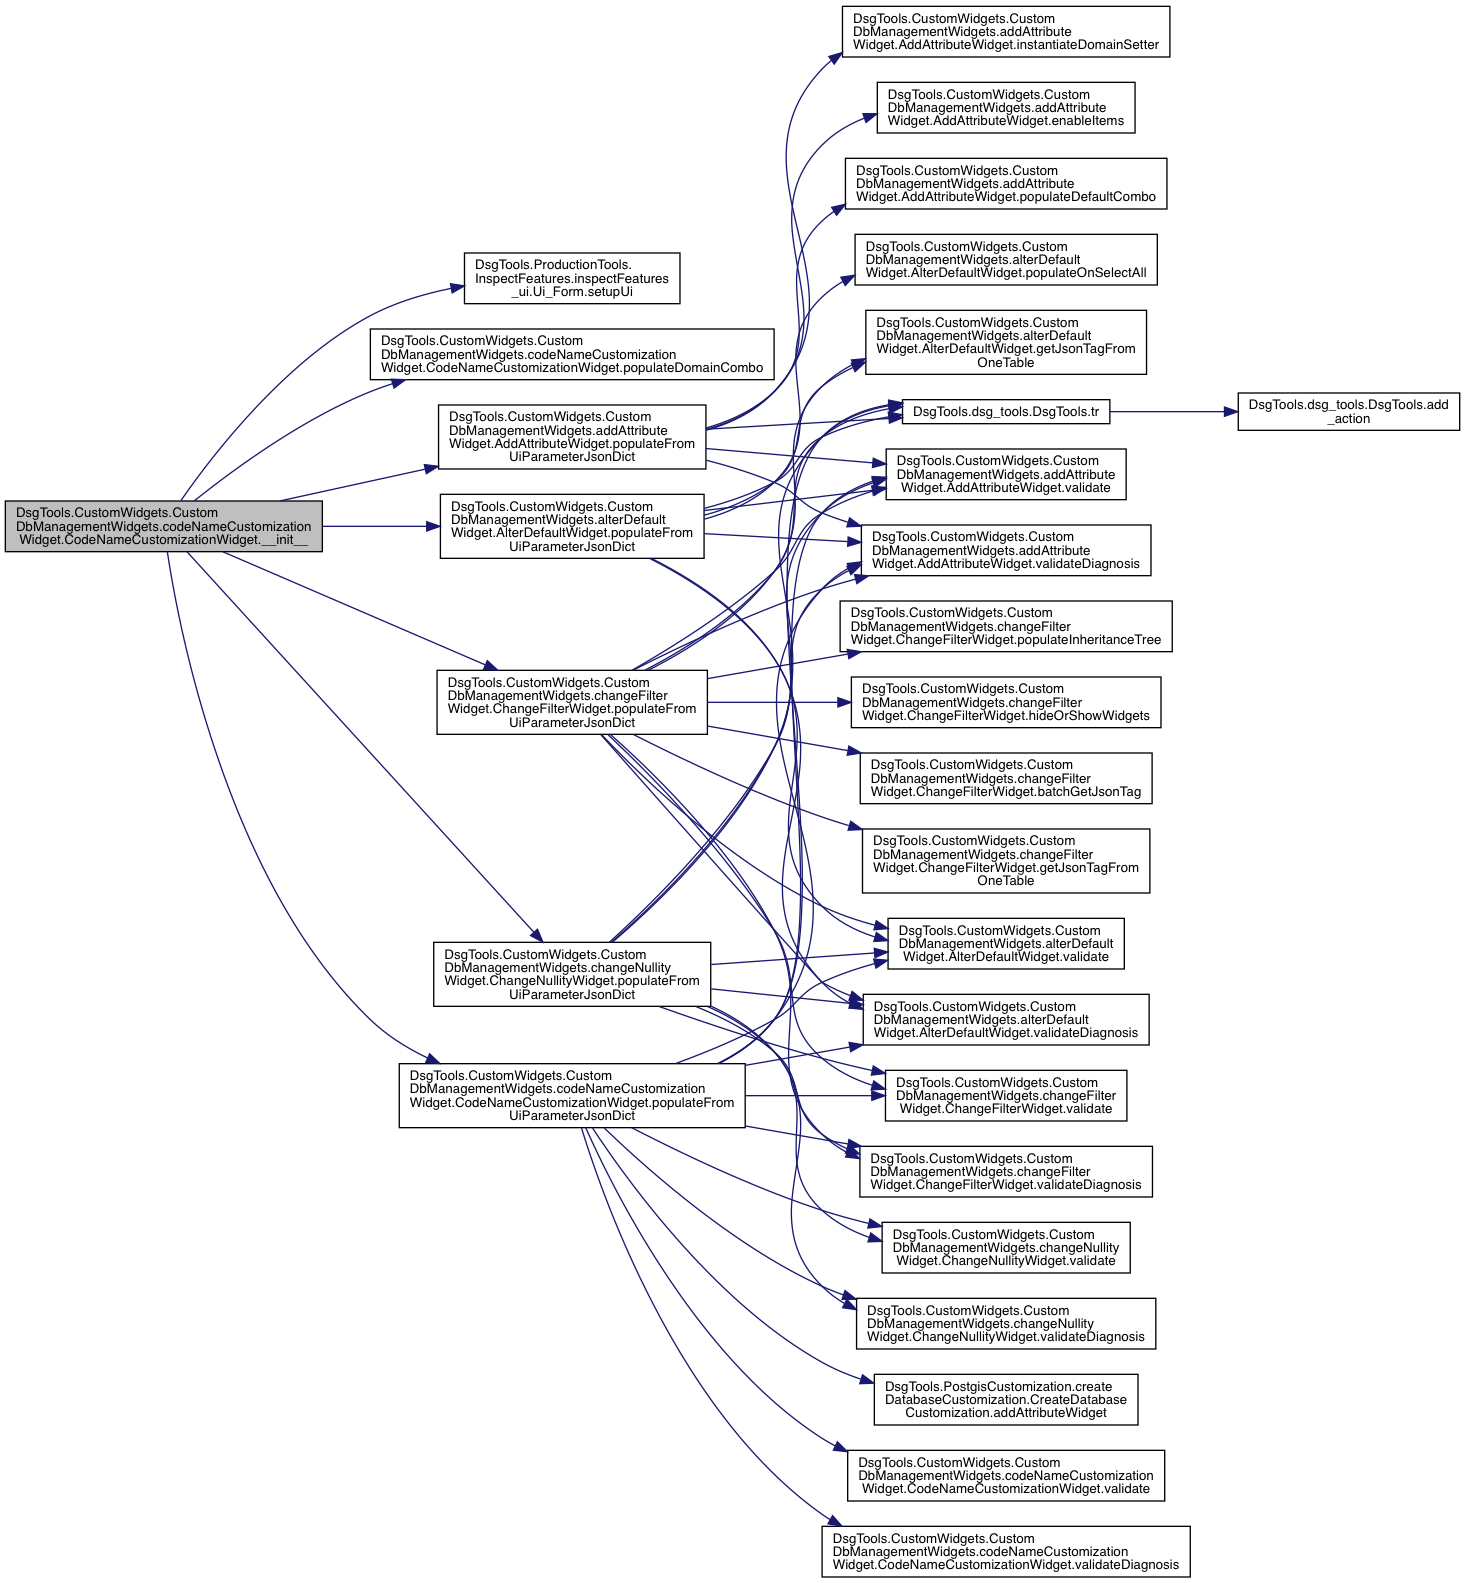 DsgTools.CustomWidgets.Custom
DbManagementWidgets.codeNameCustomization
Widget.CodeNameCustomizationWidget.__init__
DsgTools.ProductionTools.
InspectFeatures.inspectFeatures
_ui.Ui_Form.setupUi
DsgTools.CustomWidgets.Custom
DbManagementWidgets.codeNameCustomization
Widget.CodeNameCustomizationWidget.populateDomainCombo
DsgTools.CustomWidgets.Custom
DbManagementWidgets.addAttribute
Widget.AddAttributeWidget.populateFrom
UiParameterJsonDict
DsgTools.CustomWidgets.Custom
DbManagementWidgets.alterDefault
Widget.AlterDefaultWidget.populateFrom
UiParameterJsonDict
DsgTools.CustomWidgets.Custom
DbManagementWidgets.changeFilter
Widget.ChangeFilterWidget.populateFrom
UiParameterJsonDict
DsgTools.CustomWidgets.Custom
DbManagementWidgets.changeNullity
Widget.ChangeNullityWidget.populateFrom
UiParameterJsonDict
DsgTools.CustomWidgets.Custom
DbManagementWidgets.codeNameCustomization
Widget.CodeNameCustomizationWidget.populateFrom
UiParameterJsonDict
DsgTools.CustomWidgets.Custom
DbManagementWidgets.addAttribute
Widget.AddAttributeWidget.instantiateDomainSetter
DsgTools.CustomWidgets.Custom
DbManagementWidgets.addAttribute
Widget.AddAttributeWidget.enableItems
DsgTools.CustomWidgets.Custom
DbManagementWidgets.addAttribute
Widget.AddAttributeWidget.populateDefaultCombo
DsgTools.CustomWidgets.Custom
DbManagementWidgets.alterDefault
Widget.AlterDefaultWidget.populateOnSelectAll
DsgTools.CustomWidgets.Custom
DbManagementWidgets.alterDefault
Widget.AlterDefaultWidget.getJsonTagFrom
OneTable
DsgTools.dsg_tools.DsgTools.tr
DsgTools.dsg_tools.DsgTools.add
_action
DsgTools.CustomWidgets.Custom
DbManagementWidgets.addAttribute
Widget.AddAttributeWidget.validate
DsgTools.CustomWidgets.Custom
DbManagementWidgets.addAttribute
Widget.AddAttributeWidget.validateDiagnosis
DsgTools.CustomWidgets.Custom
DbManagementWidgets.changeFilter
Widget.ChangeFilterWidget.populateInheritanceTree
DsgTools.CustomWidgets.Custom
DbManagementWidgets.changeFilter
Widget.ChangeFilterWidget.hideOrShowWidgets
DsgTools.CustomWidgets.Custom
DbManagementWidgets.changeFilter
Widget.ChangeFilterWidget.batchGetJsonTag
DsgTools.CustomWidgets.Custom
DbManagementWidgets.changeFilter
Widget.ChangeFilterWidget.getJsonTagFrom
OneTable
DsgTools.CustomWidgets.Custom
DbManagementWidgets.alterDefault
Widget.AlterDefaultWidget.validate
DsgTools.CustomWidgets.Custom
DbManagementWidgets.alterDefault
Widget.AlterDefaultWidget.validateDiagnosis
DsgTools.CustomWidgets.Custom
DbManagementWidgets.changeFilter
Widget.ChangeFilterWidget.validate
DsgTools.CustomWidgets.Custom
DbManagementWidgets.changeFilter
Widget.ChangeFilterWidget.validateDiagnosis
DsgTools.CustomWidgets.Custom
DbManagementWidgets.changeNullity
Widget.ChangeNullityWidget.validate
DsgTools.CustomWidgets.Custom
DbManagementWidgets.changeNullity
Widget.ChangeNullityWidget.validateDiagnosis
DsgTools.PostgisCustomization.create
DatabaseCustomization.CreateDatabase
Customization.addAttributeWidget
DsgTools.CustomWidgets.Custom
DbManagementWidgets.codeNameCustomization
Widget.CodeNameCustomizationWidget.validate
DsgTools.CustomWidgets.Custom
DbManagementWidgets.codeNameCustomization
Widget.CodeNameCustomizationWidget.validateDiagnosis